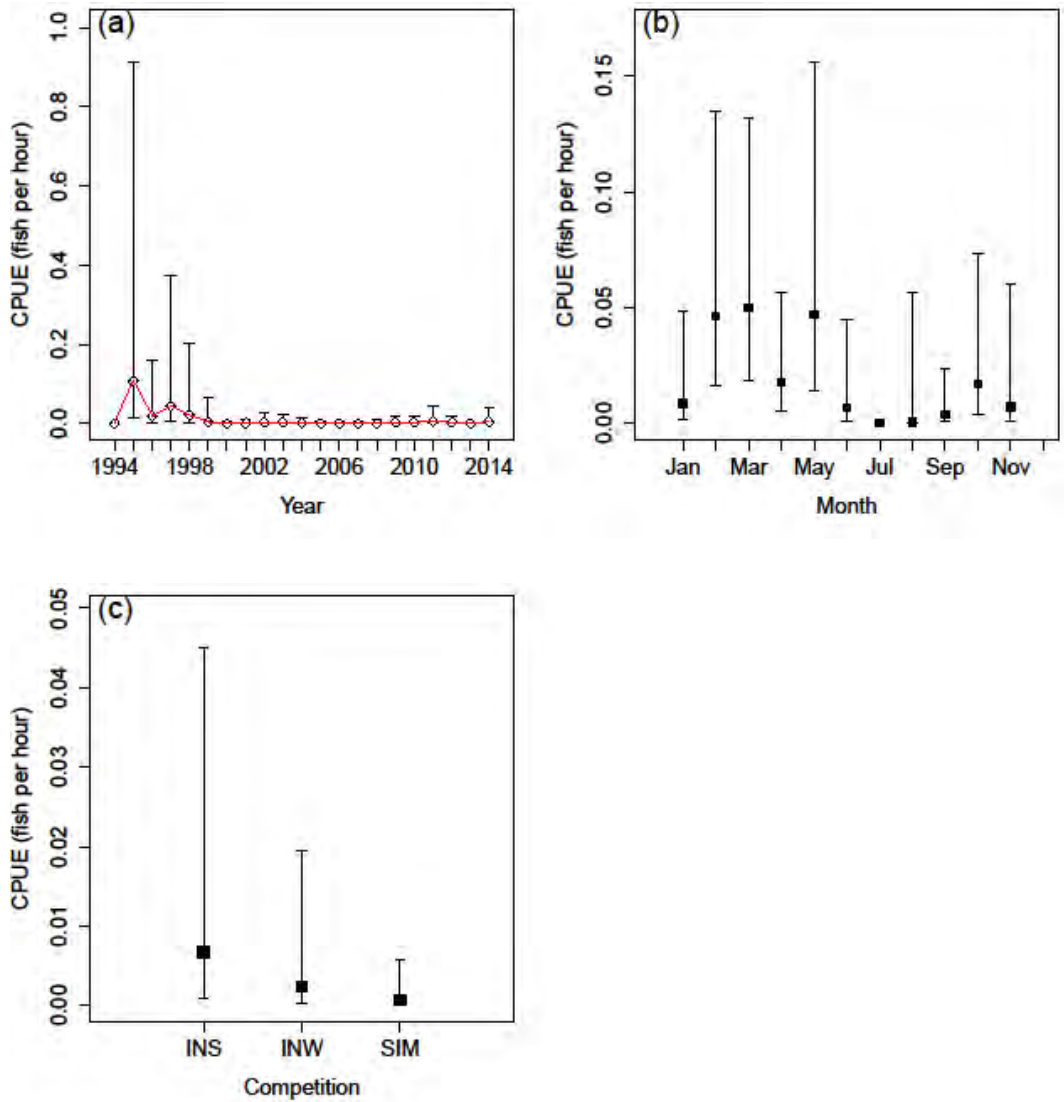 (a)
CPUE (fish per hour)
1.0
0.8
0.6
0.4
0.2
0.0
1994 1998 2002 2006 2010 2014
Year
(b)
CPUE (fish per hour)
0.15
0.10
0.05
0.00
Jan Mar May Jul Sep Nov
Month
(c)
CPUE (fish per hour)
0.05
0.04
0.03
0.02
0.01
0.00
INS INW SIM
Competition